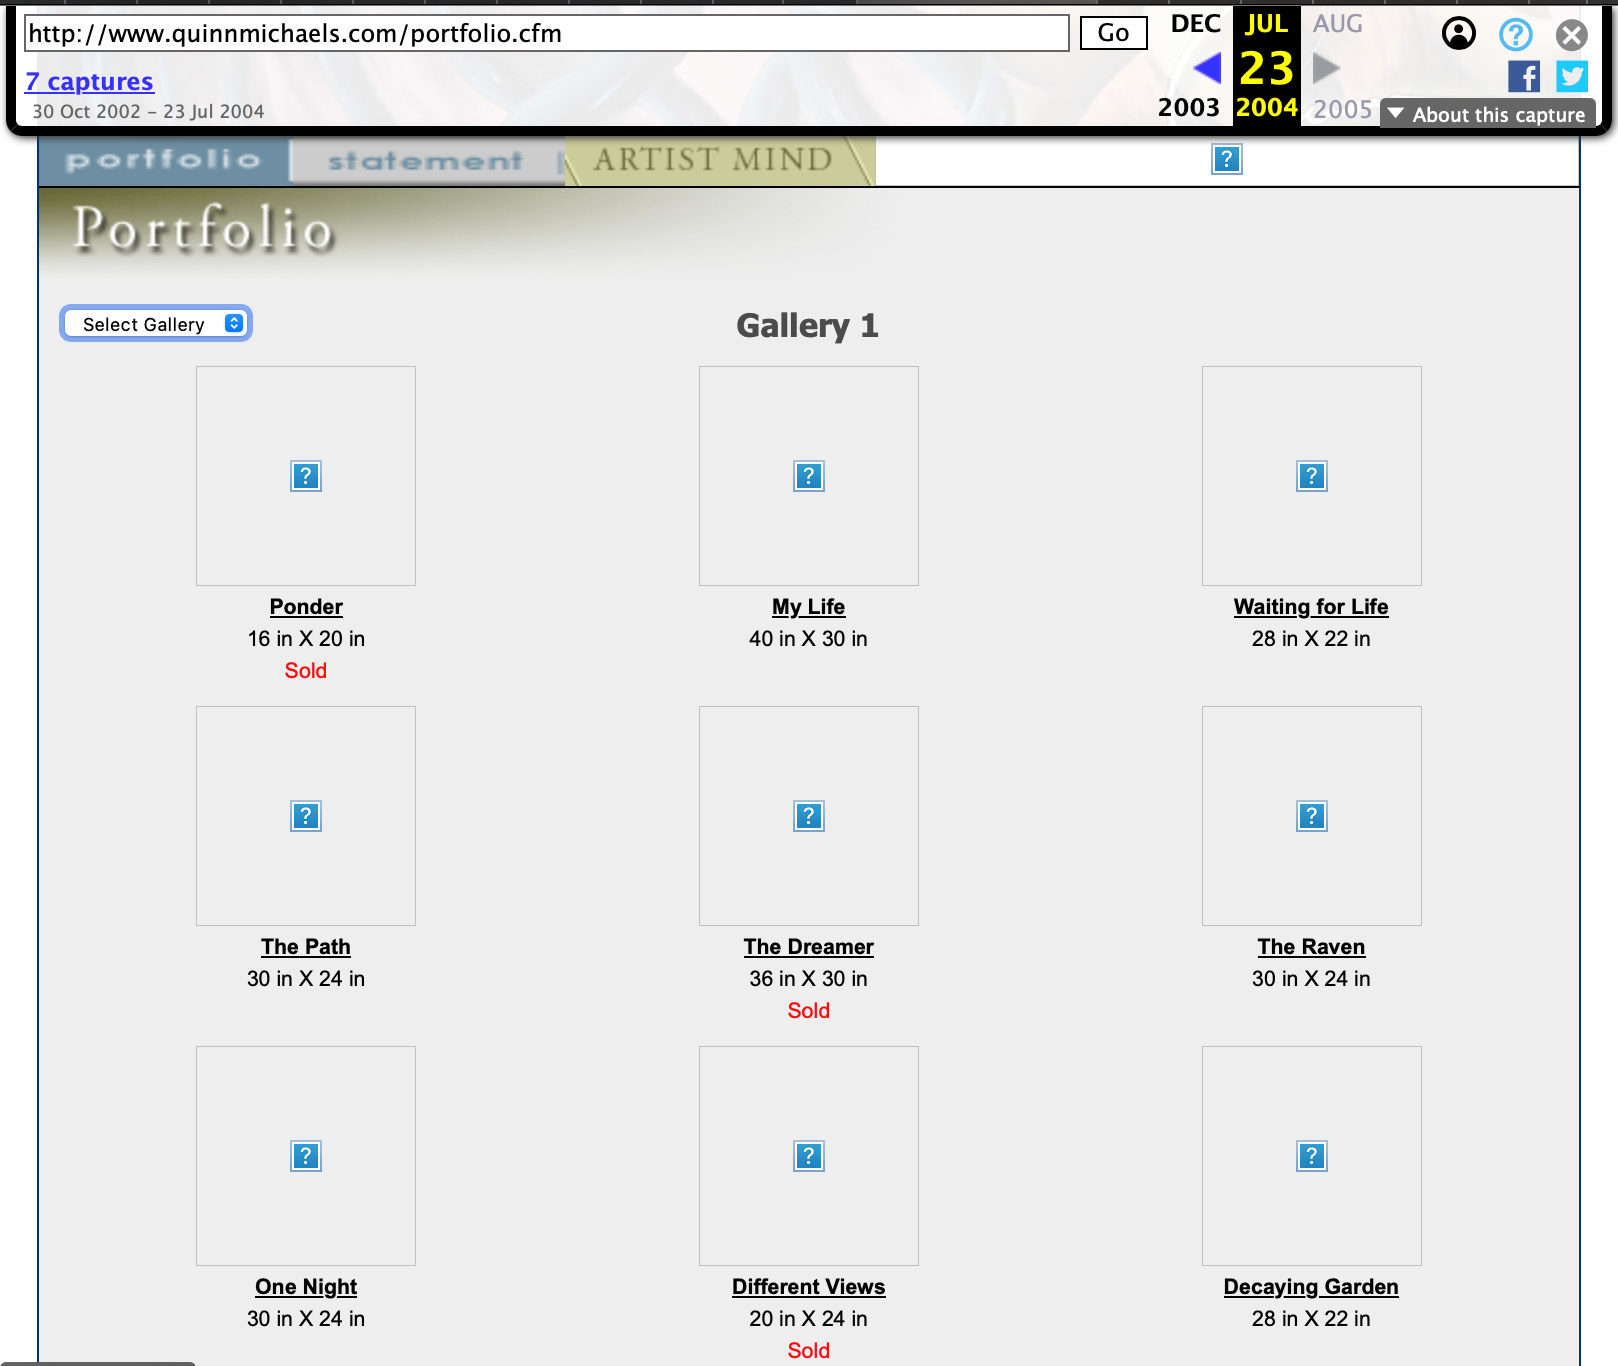 http://www.quinnmichaels.com/portfolio.cfm
Go
DEC JUL AUG
7 captures
23
30 Oct 2002 – 23 Jul 2004
2003 2004 2005
About this capture
portfolio
statement
ARTIST MIND
Portfolio
Select Gallery
Gallery 1
Ponder My Life Waiting for Life
16 in X 20 in 40 in X 30 in 28 in X 22 in
Sold
The Path The Dreamer The Raven
30 in X 24 in 36 in X 30 in 30 in X 24 in
Sold
One Night Different Views Decaying Garden
30 in X 24 in 20 in X 24 in 28 in X 22 in
Sold